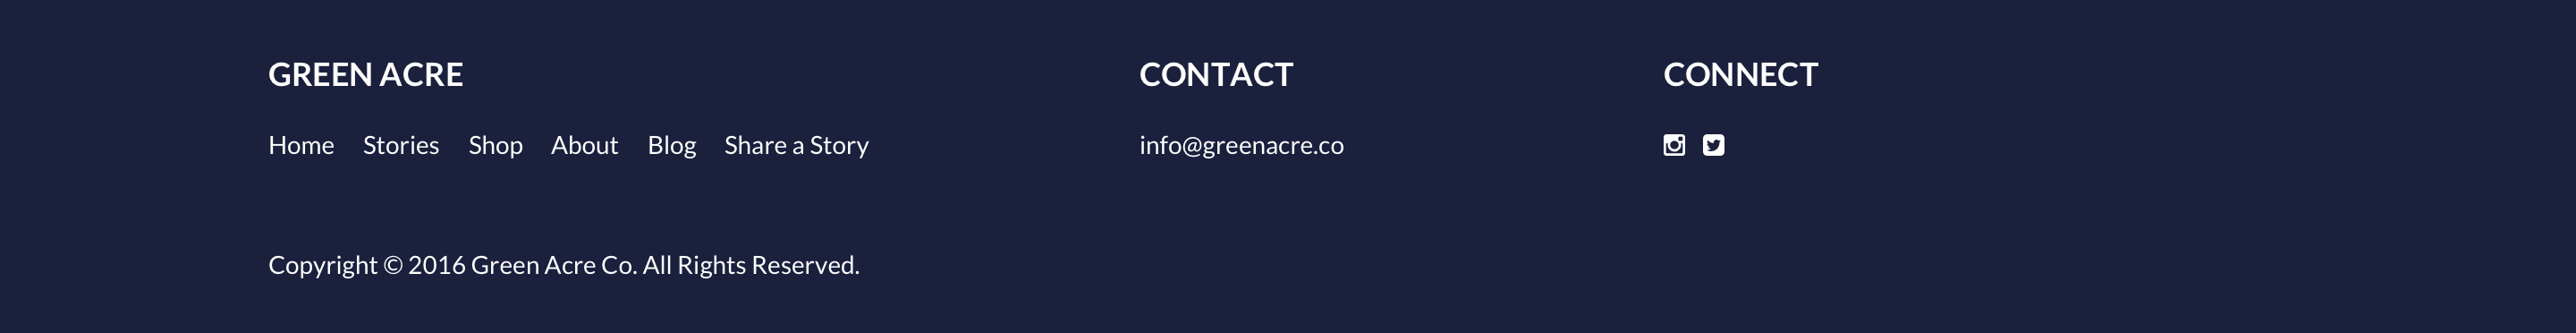 GREEN ACRE
Home Stories Shop About Blog Share a Story
CONTACT
info@greenacre.co
CONNECT
Copyright © 2016 Green Acre Co. All Rights Reserved.